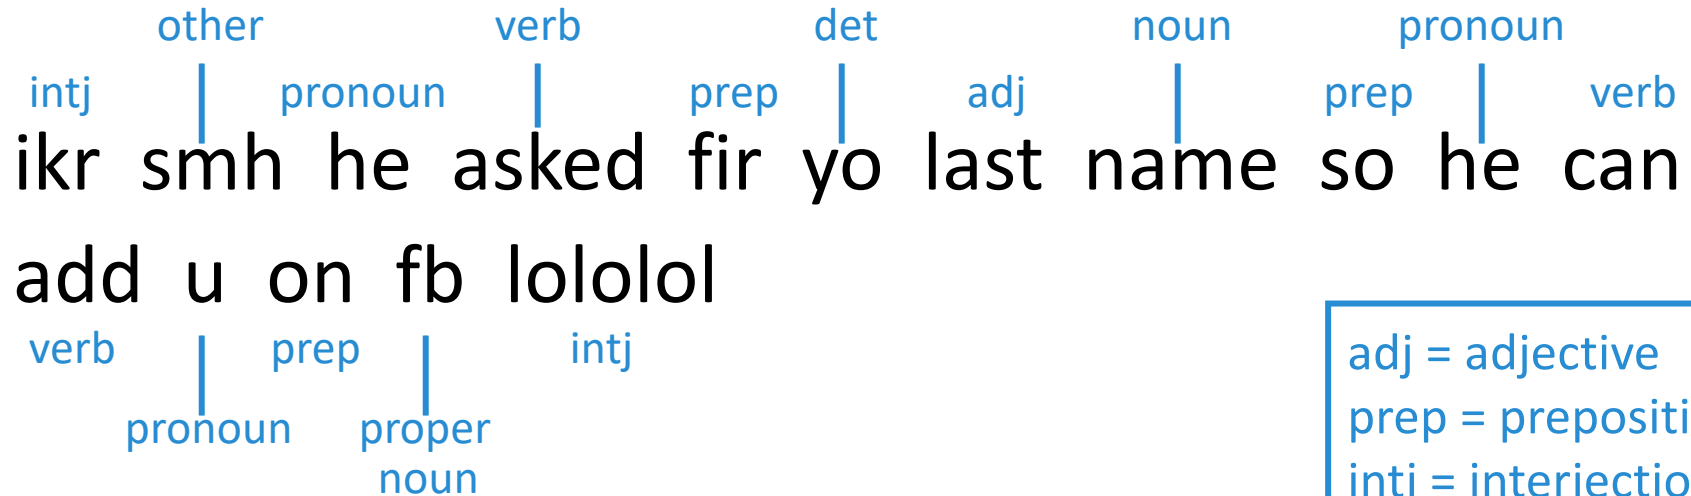 other verb det noun pronoun
intj pronoun prep adj prep verb
ikr smh he asked fir yo last name so he can
add u on fb lololol
verb prep intj
pronoun proper
noun
adj = adjective
prep = prepositi
intj = interjectio